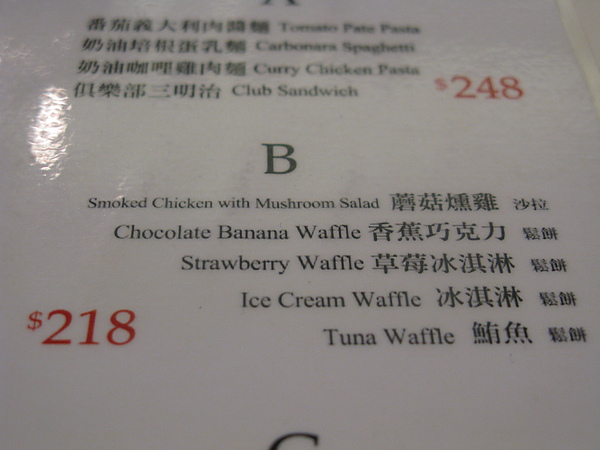 A
番茄義大利肉醬麵 Tomato Pate Pasta
奶油培根蛋乳麵 Carbonara Spaghetti
奶油咖哩雞肉麵 Curry Chicken Pasta
俱樂部三明治 Club Sandwich
$248
B
Smoked Chicken with Mushroom Salad 蘑菇燻雞 沙拉
Chocolate Banana Waffle 香蕉巧克力 鬆餅
Strawberry Waffle 草莓冰淇淋 鬆餅
Ice Cream Waffle 冰淇淋 鬆餅
Tuna Waffle 鮪魚 鬆餅
$218
C